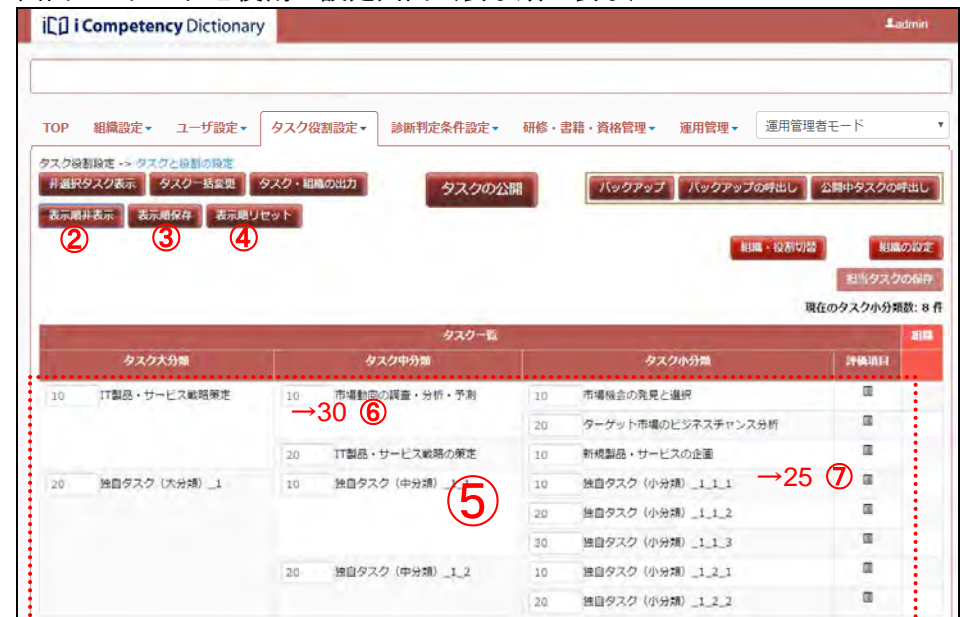 i Competency Dictionary admin
TOP 組織設定 ユーザ設定 タスク役割設定 診断判定条件設定 研修・書籍・資格管理 運用管理 運用管理者モード
タスク役割設定 -> タスクと役割の設定
非選択タスク表示 タスク一括変更 タスク・組織の出力 タスクの公開 バックアップ バックアップの呼出し 公開中タスクの呼出し
表示順非表示 表示順保存 表示順リセット
② ③ ④
組織・役割切替 組織の設定
担当タスクの保存
現在のタスク小分類数: 8 件
タスク一覧 組織
タスク大分類 タスク中分類 タスク小分類 評価項目
10 IT製品・サービス戦略策定 10 市場動向の調査・分析・予測 10 市場機会の発見と選択
→30 ⑥
20 ターゲット市場のビジネスチャンス分析
20 IT製品・サービス戦略の策定 10 新規製品・サービスの企画
→25 ⑦
20 独自タスク（大分類）_1 10 独自タスク（中分類）_1_1 10 独自タスク（小分類）_1_1_1
⑤
20 独自タスク（小分類）_1_1_2
30 独自タスク（小分類）_1_1_3
20 独自タスク（中分類）_1_2 10 独自タスク（小分類）_1_2_1
20 独自タスク（小分類）_1_2_2